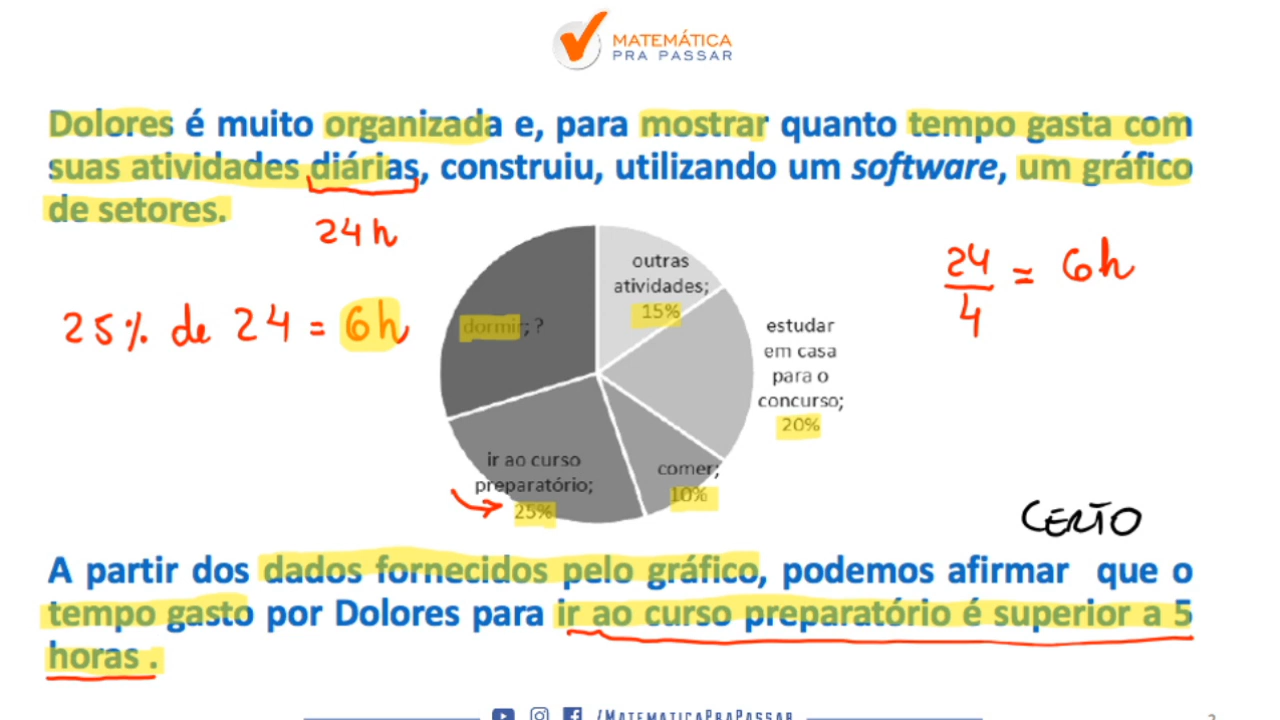 MATEMÁTICA
PRA PASSAR
Dolores é muito organizada e, para mostrar quanto tempo gasta com
suas atividades diárias, construiu, utilizando um software, um gráfico
de setores.
24h
25% de 24 = 6h
24
4
= 6h
outras
atividades;
15%
dormir; ?
estudar
em casa
para o
concurso;
20%
ir ao curso
preparatório;
25%
comer;
10%
CERTO
A partir dos dados fornecidos pelo gráfico, podemos afirmar que o
tempo gasto por Dolores para ir ao curso preparatório é superior a 5
horas .
/MATEMATICAPRAPASSAR